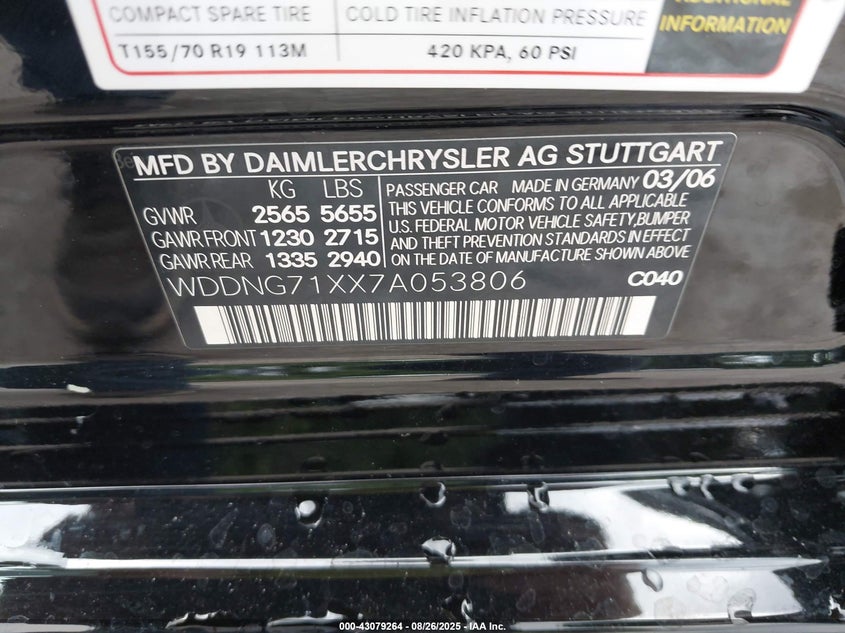 COMPACT SPARE TIRE
COLD TIRE INFLATION PRESSURE
INFORMATION
T155/70 R19 113M
420 KPA, 60 PSI
MFD BY DAIMLERCHRYSLER AG STUTTGART
KG LBS
GVWR 2565 5655
GAWR.FRONT 1230 2715
GAWR.REAR 1335 2940
PASSENGER CAR MADE IN GERMANY 03/06
THIS VEHICLE CONFORMS TO ALL APPLICABLE
U.S. FEDERAL MOTOR VEHICLE SAFETY,BUMPER
AND THEFT PREVENTION STANDARDS IN EFFECT
ON THE DATE OF MANUFACTURE SHOWN ABOVE
WDDNG71XX7A053806
C040
000-43079264 - 08/26/2025 - IAA Inc.